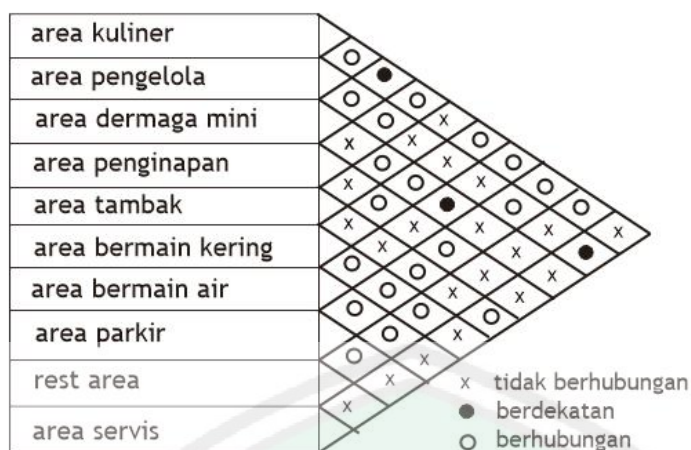 area kuliner
area pengelola
area dermaga mini
area penginapan
area tambak
area bermain kering
area bermain air
area parkir
rest area
area servis
x tidak berhubungan
● berdekatan
o berhubungan